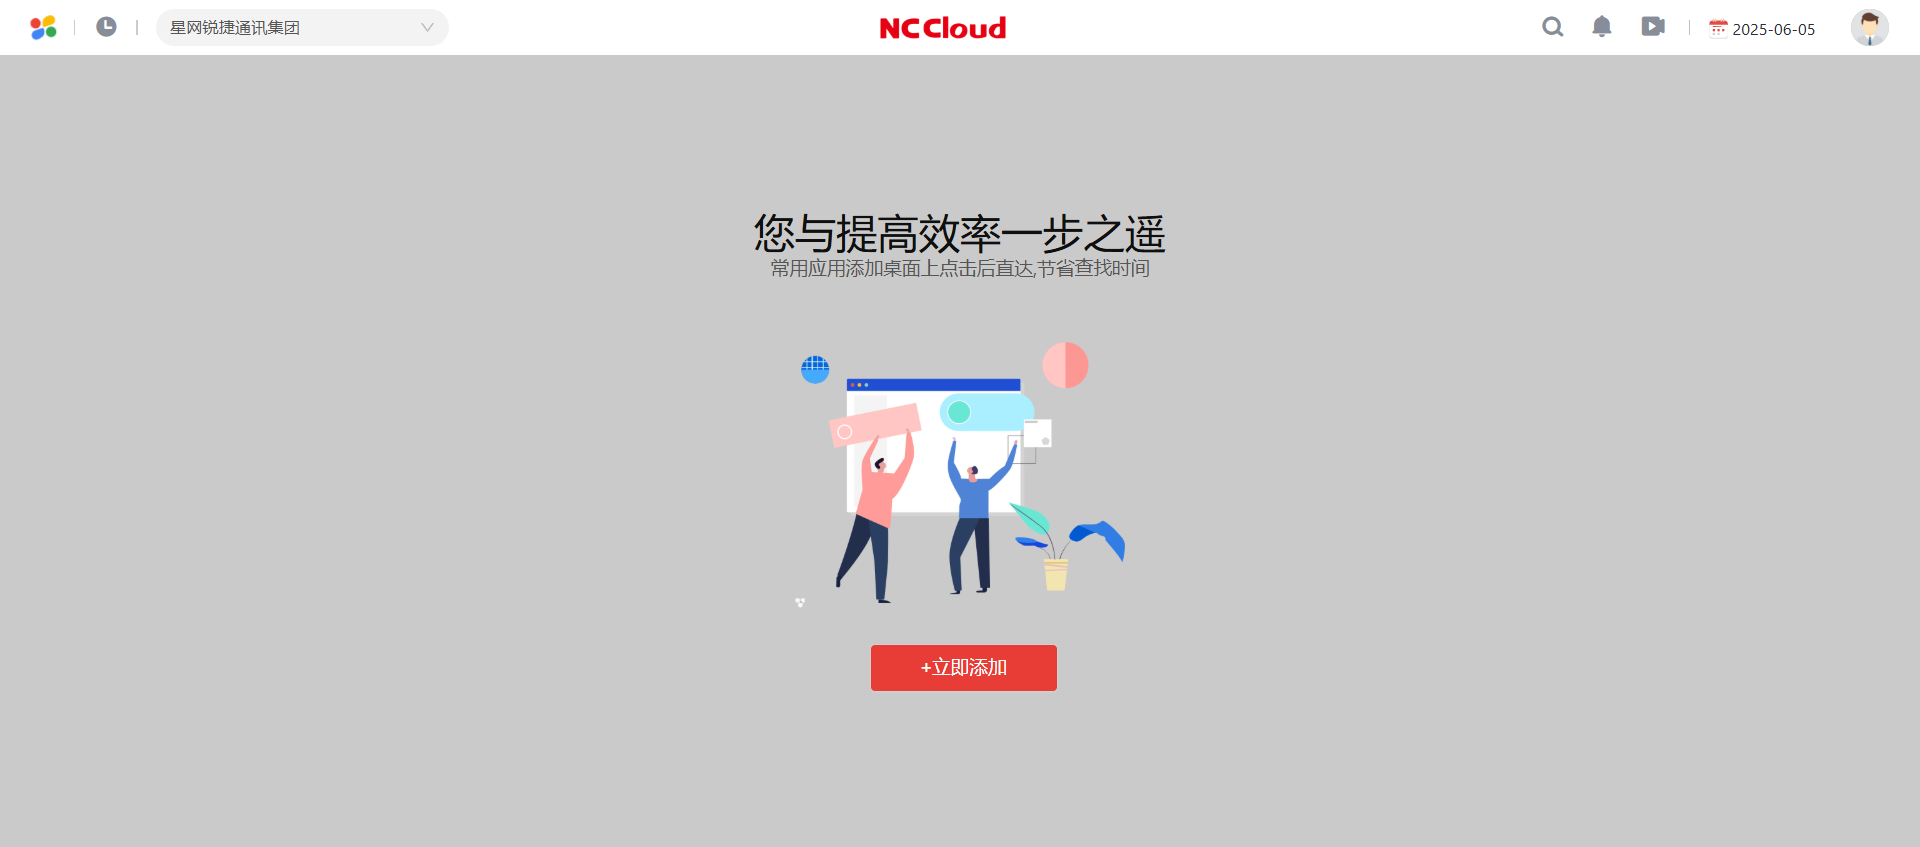 星网锐捷通讯集团
NC Cloud
2025-06-05
您与提高效率一步之遥
常用应用添加桌面上点击后直达,节省查找时间
+立即添加